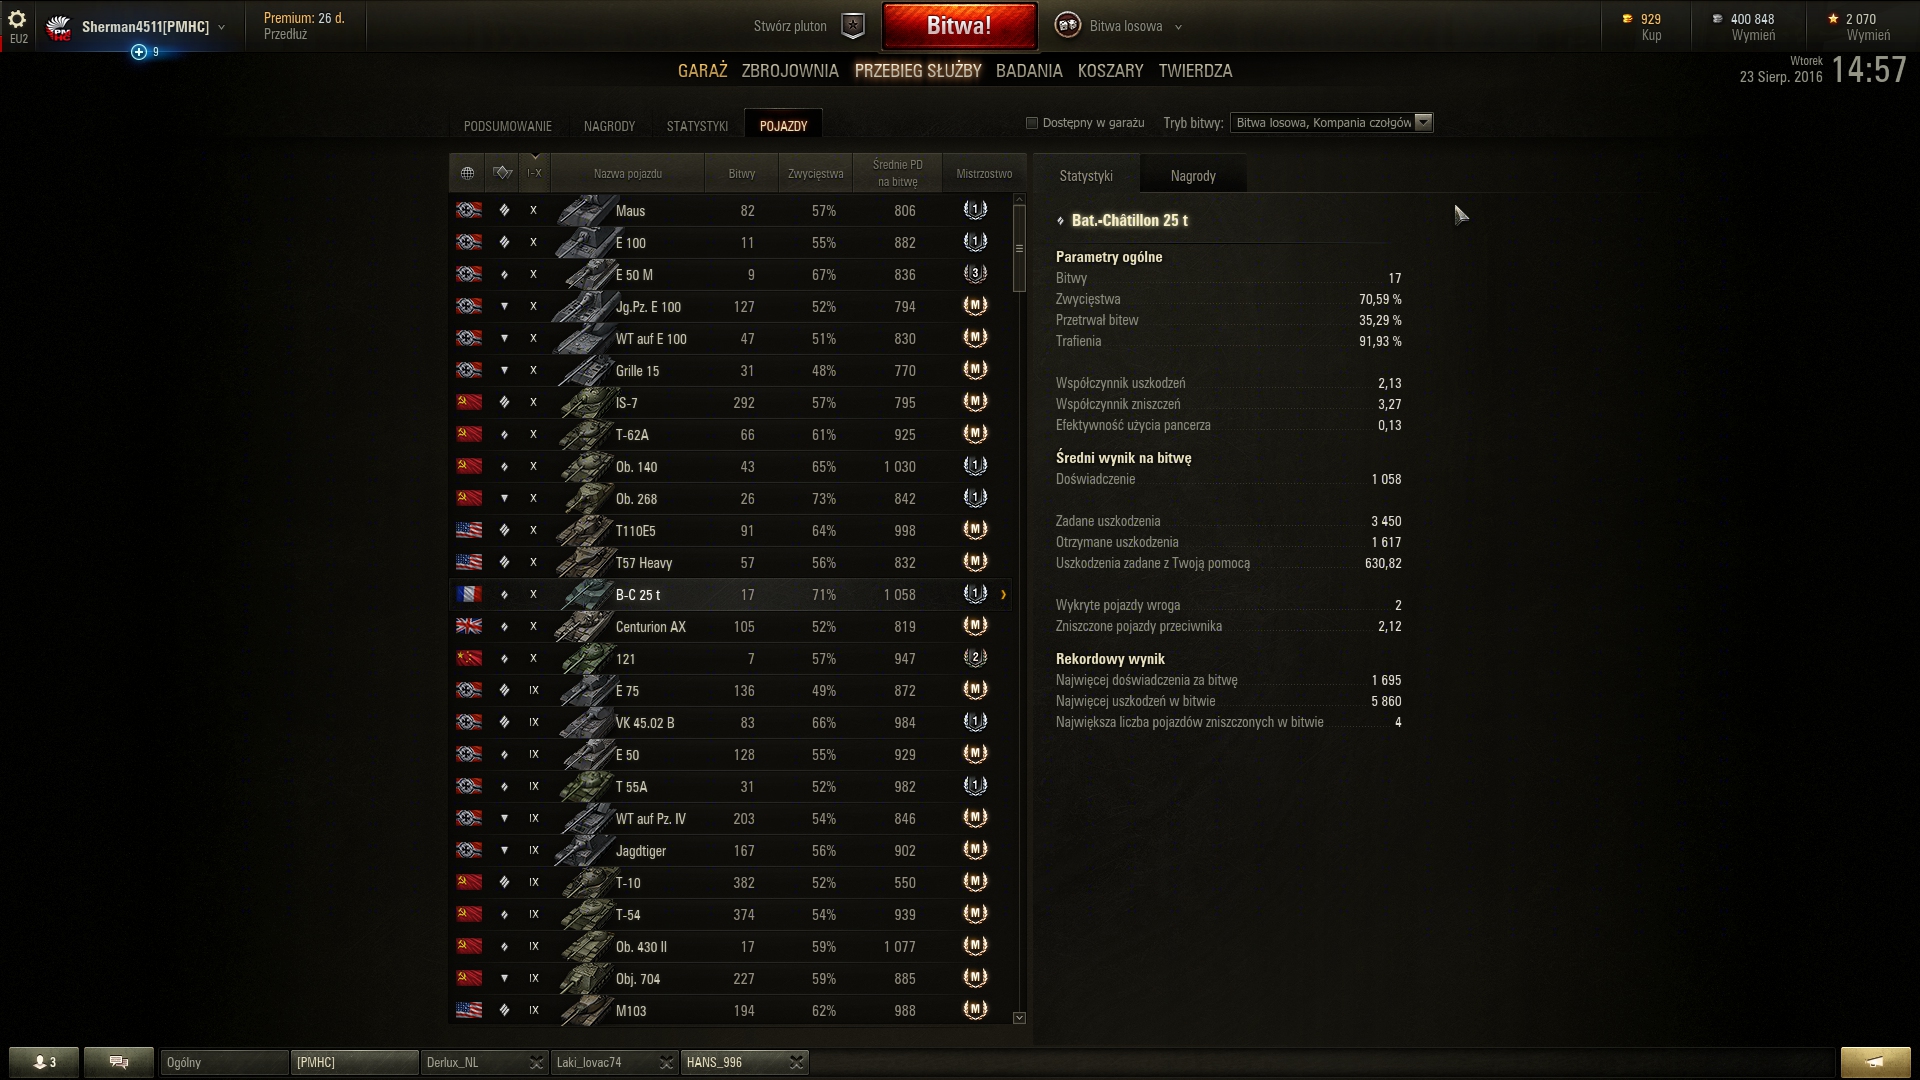 EU2
Sherman4511[PMHC]
9
Premium: 26 d.
Przedłuż
Stwórz pluton
Bitwa!
Bitwa losowa
929
Kup
400 848
Wymień
2 070
Wymień
GARAŻ ZBROJOWNIA PRZEBIEG SŁUŻBY BADANIA KOSZARY TWIERDZA
Wtorek
23 Sierp. 2016
14:57
PODSUMOWANIE NAGRODY STATYSTYKI POJAZDY
Dostępny w garażu
Tryb bitwy: Bitwa losowa, Kompania czołgów
I-X Nazwa pojazdu Bitwy Zwycięstwa Średnie PD na bitwę Mistrzostwo
X Maus 82 57% 806 1
X E 100 11 55% 882 1
X E 50 M 9 67% 836 3
X Jg.Pz. E 100 127 52% 794 M
X WT auf E 100 47 51% 830 M
X Grille 15 31 48% 770 M
X IS-7 292 57% 795 M
X T-62A 66 61% 925 M
X Ob. 140 43 65% 1 030 1
X Ob. 268 26 73% 842 1
X T110E5 91 64% 998 M
X T57 Heavy 57 56% 832 M
X B-C 25 t 17 71% 1 058 1
X Centurion AX 105 52% 819 M
X 121 7 57% 947 2
IX E 75 136 49% 872 M
IX VK 45.02 B 83 66% 984 1
IX E 50 128 55% 929 M
IX T 55A 31 52% 982 1
IX WT auf Pz. IV 203 54% 846 M
IX Jagdtiger 167 56% 902 M
IX T-10 382 52% 550 M
IX T-54 374 54% 939 M
IX Ob. 430 II 17 59% 1 077 M
IX Obj. 704 227 59% 885 M
IX M103 194 62% 988 M
Statystyki Nagrody
Bat.-Châtillon 25 t
Parametry ogólne
Bitwy 17
Zwycięstwa 70,59 %
Przetrwał bitew 35,29 %
Trafienia 91,93 %
Współczynnik uszkodzeń 2,13
Współczynnik zniszczeń 3,27
Efektywność użycia pancerza 0,13
Średni wynik na bitwę
Doświadczenie 1 058
Zadane uszkodzenia 3 450
Otrzymane uszkodzenia 1 617
Uszkodzenia zadane z Twoją pomocą 630,82
Wykryte pojazdy wroga 2
Zniszczone pojazdy przeciwnika 2,12
Rekordowy wynik
Najwięcej doświadczenia za bitwę 1 695
Najwięcej uszkodzeń w bitwie 5 860
Największa liczba pojazdów zniszczonych w bitwie 4
3
Ogólny
[PMHC]
Derlux_NL
Laki_lovac74
HANS_996